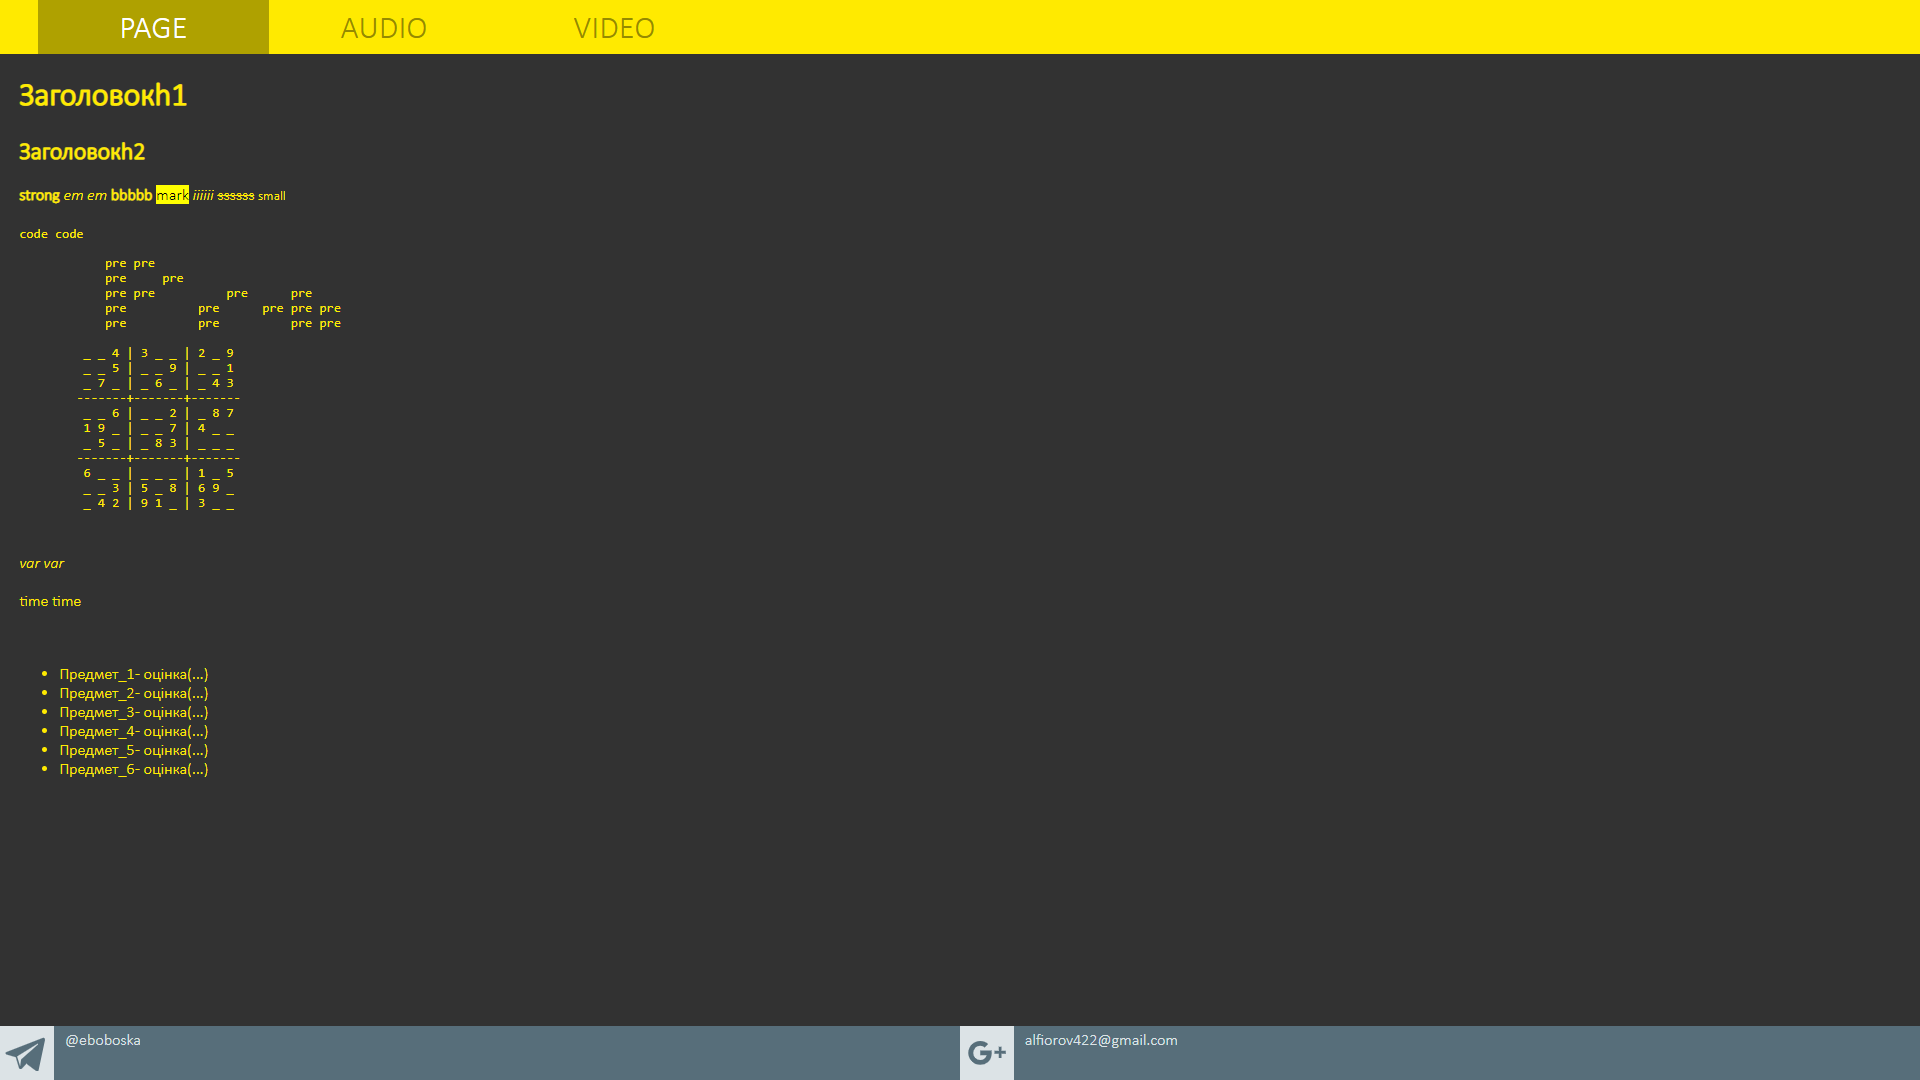 PAGE AUDIO VIDEO
Заголовокh1
Заголовокh2
strong em em bbbbb mark iiiiii ssssss small
code code
            pre pre
            pre     pre
            pre pre          pre      pre
            pre          pre      pre pre pre
            pre          pre          pre pre
         _ _ 4 | 3 _ _ | 2 _ 9
         _ _ 5 | _ _ 9 | _ _ 1
         _ 7 _ | _ 6 _ | _ 4 3
        -------+-------+-------
         _ _ 6 | _ _ 2 | _ 8 7
         1 9 _ | _ _ 7 | 4 _ _
         _ 5 _ | _ 8 3 | _ _ _
        -------+-------+-------
         6 _ _ | _ _ _ | 1 _ 5
         _ _ 3 | 5 _ 8 | 6 9 _
         _ 4 2 | 9 1 _ | 3 _ _
var var
time time
• Предмет_1- оцінка(...)
• Предмет_2- оцінка(...)
• Предмет_3- оцінка(...)
• Предмет_4- оцінка(...)
• Предмет_5- оцінка(...)
• Предмет_6- оцінка(...)
@eboboska
G+ alfiorov422@gmail.com